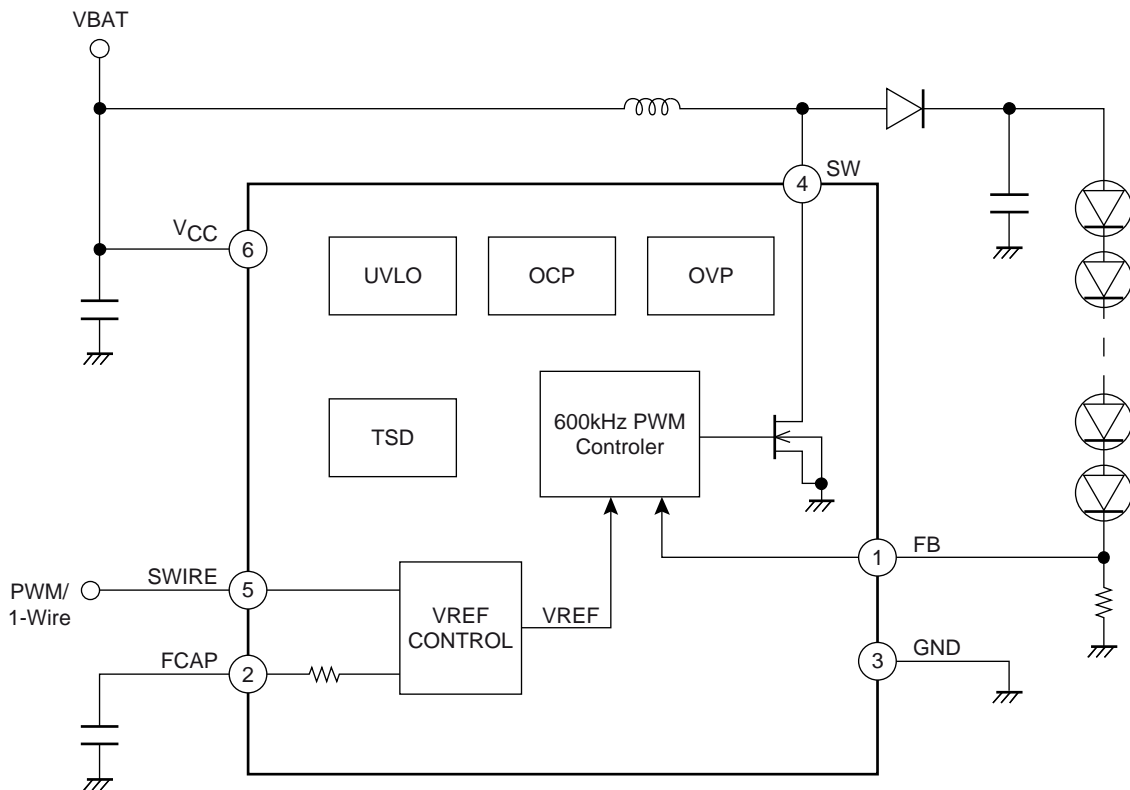 VBAT
SW
4
VCC
6
UVLO
OCP
OVP
TSD
600kHz PWM
Controler
FB
1
PWM/
1-Wire
SWIRE
5
VREF
CONTROL
VREF
FCAP
2
GND
3